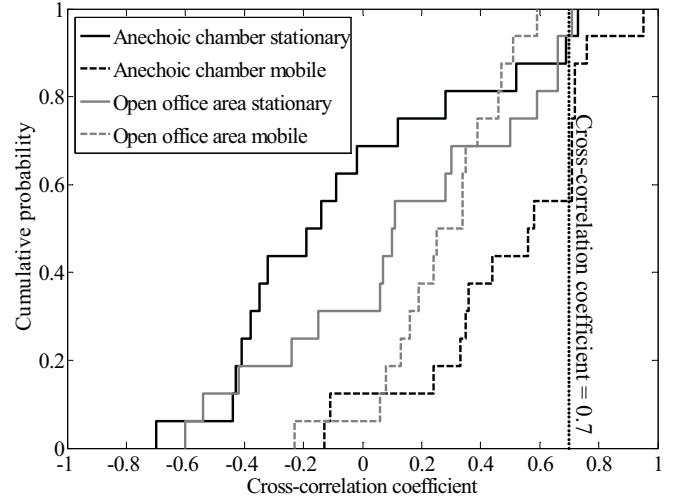 Anechoic chamber stationary
Anechoic chamber mobile
Open office area stationary
Open office area mobile
Cumulative probability
1
0.8
0.6
0.4
0.2
0
-1 -0.8 -0.6 -0.4 -0.2 0 0.2 0.4 0.6 0.8 1
Cross-correlation coefficient
Cross-correlation coefficient = 0.7